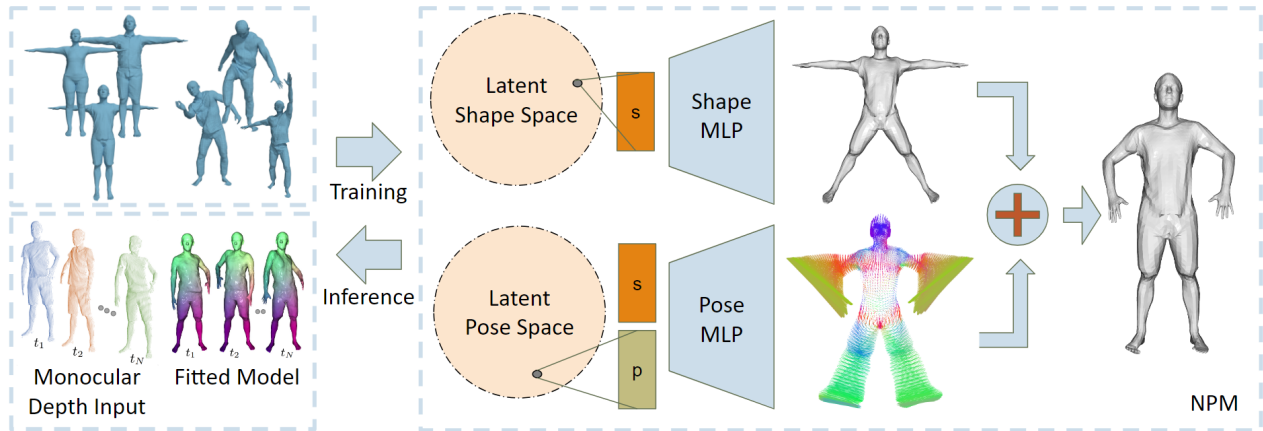 Training
Inference
t1
t2
tN
t1
t2
tN
Monocular
Depth Input
Fitted Model
Latent
Shape Space
s
Shape
MLP
Latent
Pose Space
s
p
Pose
MLP
NPM